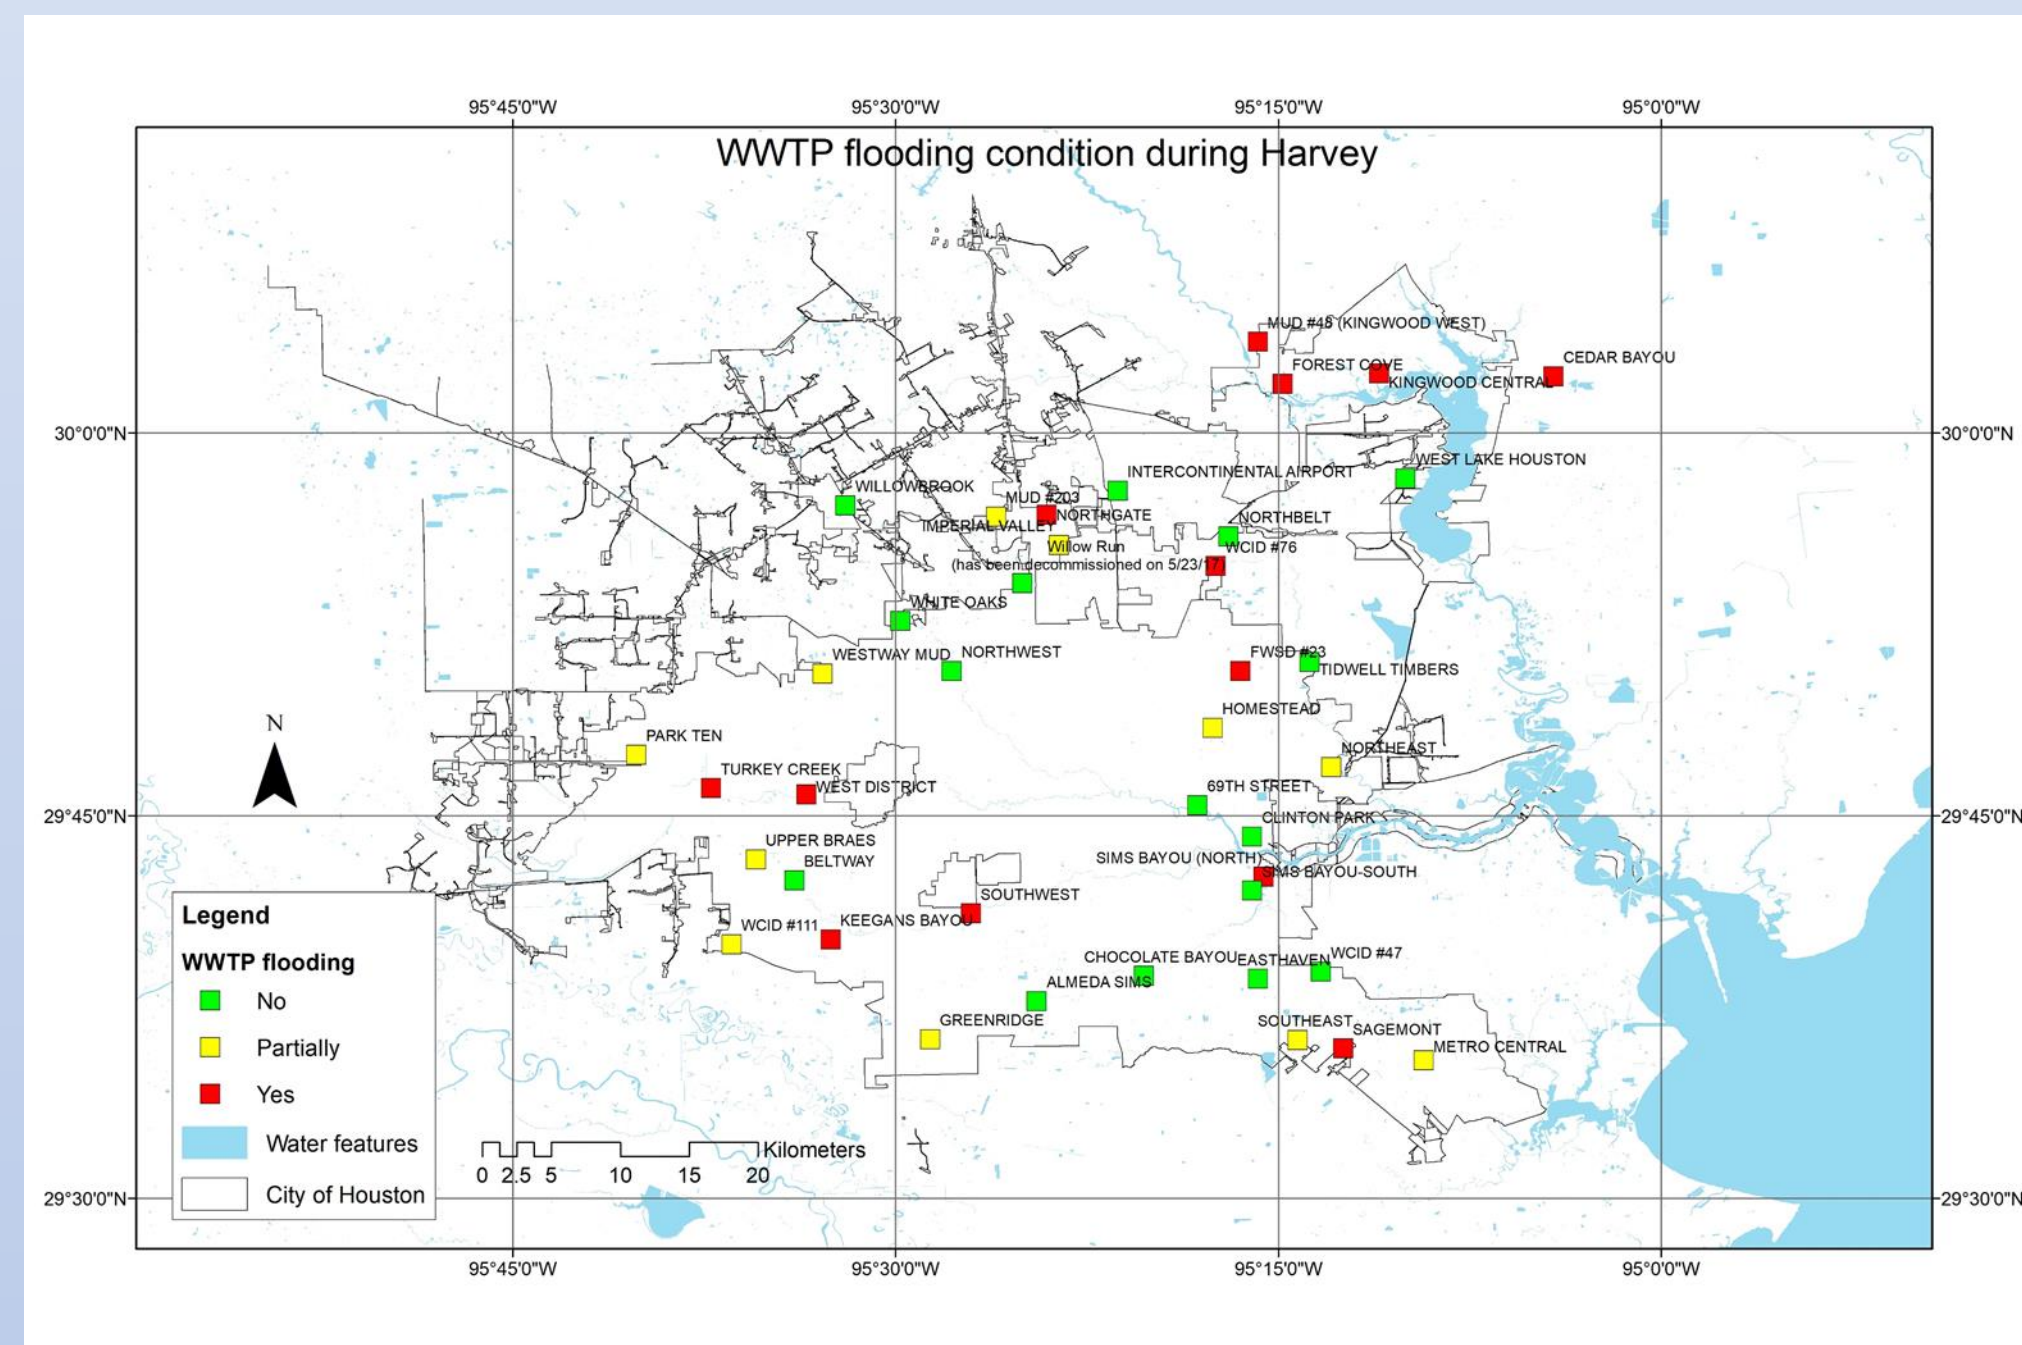 95°45'0"W
95°30'0"W
95°15'0"W
95°0'0"W
WWTP flooding condition during Harvey
MUD #48 (KINGWOOD WEST)
FOREST COVE
CEDAR BAYOU
KINGWOOD CENTRAL
30°0'0"N
30°0'0"N
WEST LAKE HOUSTON
INTERCONTINENTAL AIRPORT
WILLOWBROOK
MUD #203
NORTHGATE
NORTHBELT
IMPERIAL VALLEY
Willow Run
WCID #76
(has been decommissioned on 5/23/17)
WHITE OAKS
WESTWAY MUD
NORTHWEST
FWSD #23
TIDWELL TIMBERS
HOMESTEAD
N
PARK TEN
NORTHEAST
TURKEY CREEK
WEST DISTRICT
69TH STREET
29°45'0"N
CLINTON PARK
29°45'0"N
UPPER BRAES
BELTWAY
SIMS BAYOU (NORTH)
SIMS BAYOU-SOUTH
SOUTHWEST
WCID #111
KEEGANS BAYOU
CHOCOLATE BAYOU
EASTHAVEN
WCID #47
ALMEDA SIMS
GREENRIDGE
SOUTHEAST
SAGEMONT
METRO CENTRAL
Legend
WWTP flooding
No
Partially
Yes
Water features
City of Houston
Kilometers
0 2.5 5 10 15 20
29°30'0"N
29°30'0"N
95°45'0"W
95°30'0"W
95°15'0"W
95°0'0"W